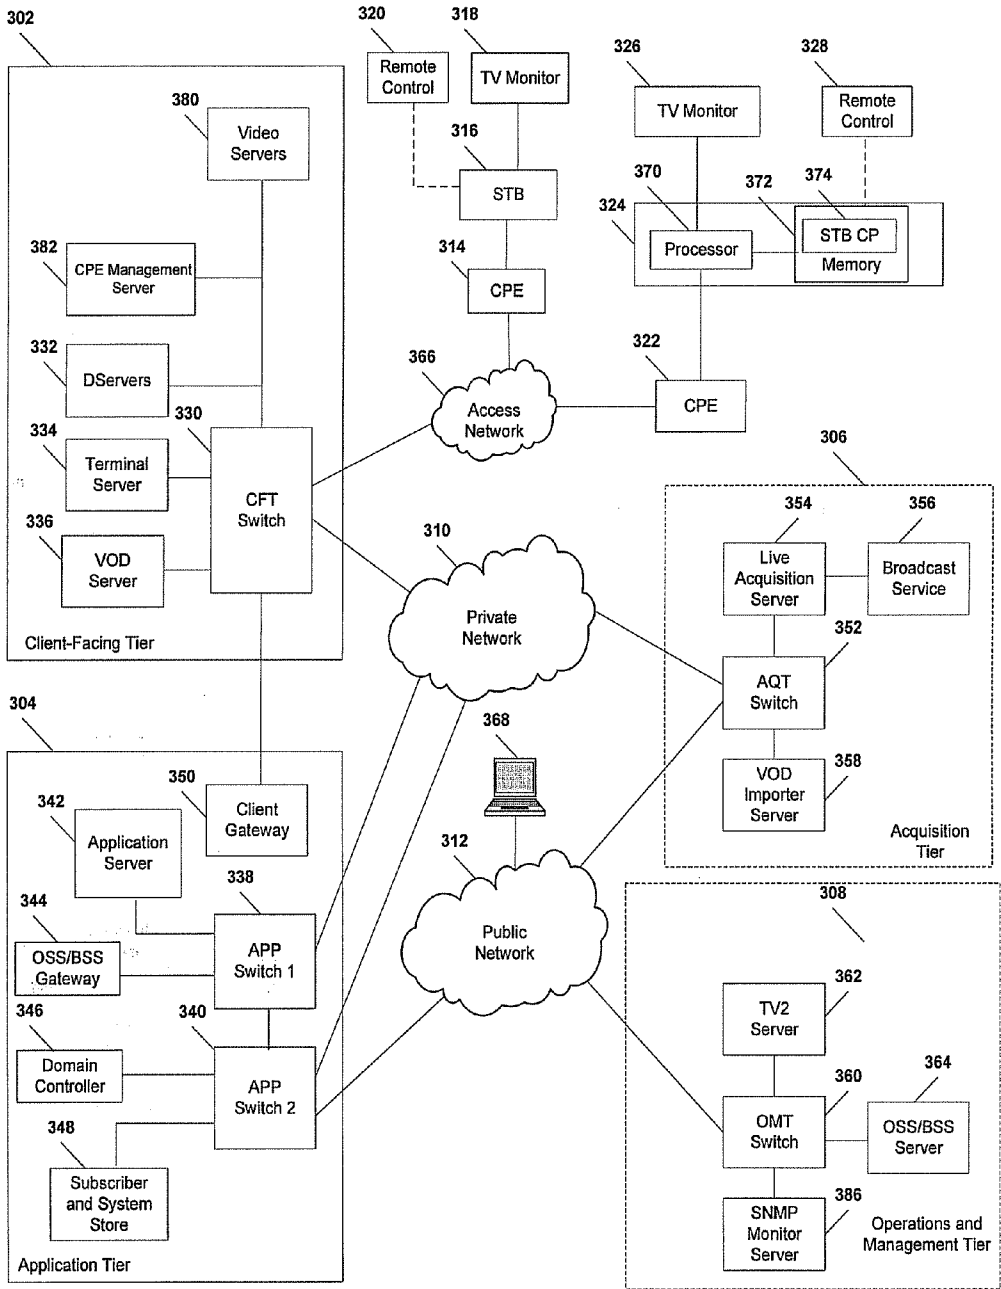 302
320
318
326
328
Remote
Control
TV Monitor
TV Monitor
Remote
Control
380
Video
Servers
316
STB
370
372
374
324
Processor
STB CP
Memory
382
CPE Management
Server
314
CPE
332
DServers
366
Access
Network
322
CPE
330
334
Terminal
Server
CFT
Switch
336
VOD
Server
Client-Facing Tier
310
Private
Network
306
354
356
Live
Acquisition
Server
Broadcast
Service
352
AQT
Switch
358
VOD
Importer
Server
Acquisition
Tier
304
350
Client
Gateway
342
Application
Server
368
312
Public
Network
338
344
OSS/BSS
Gateway
APP
Switch 1
346
340
Domain
Controller
APP
Switch 2
348
Subscriber
and System
Store
Application Tier
308
362
TV2
Server
360
364
OMT
Switch
OSS/BSS
Server
386
SNMP
Monitor
Server
Operations and
Management Tier